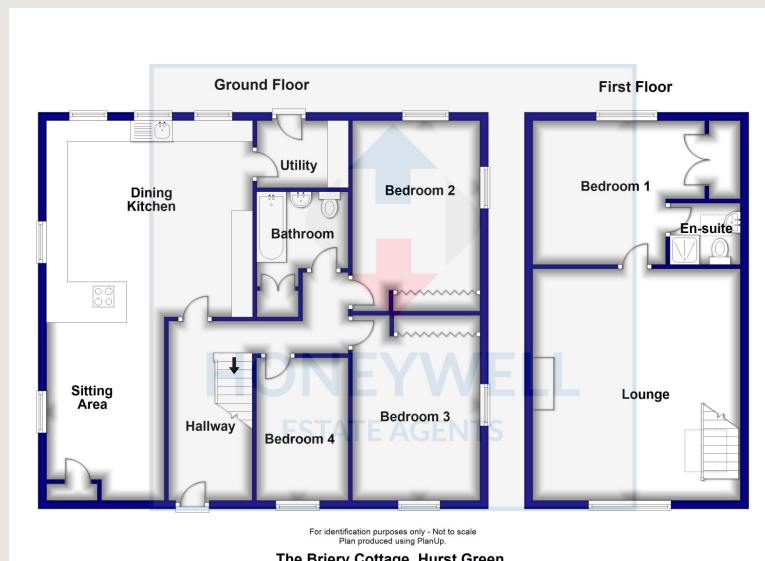 Ground Floor
First Floor
Dining
Kitchen
Utility
Bedroom 2
Bathroom
Bedroom 1
En-suite
HONEYWELL
ESTATE AGENTS
Sitting
Area
Hallway
Bedroom 4
Bedroom 3
Lounge
For identification purposes only - Not to scale
Plan produced using PlanUp.
The Briery Cottage, Hurst Green